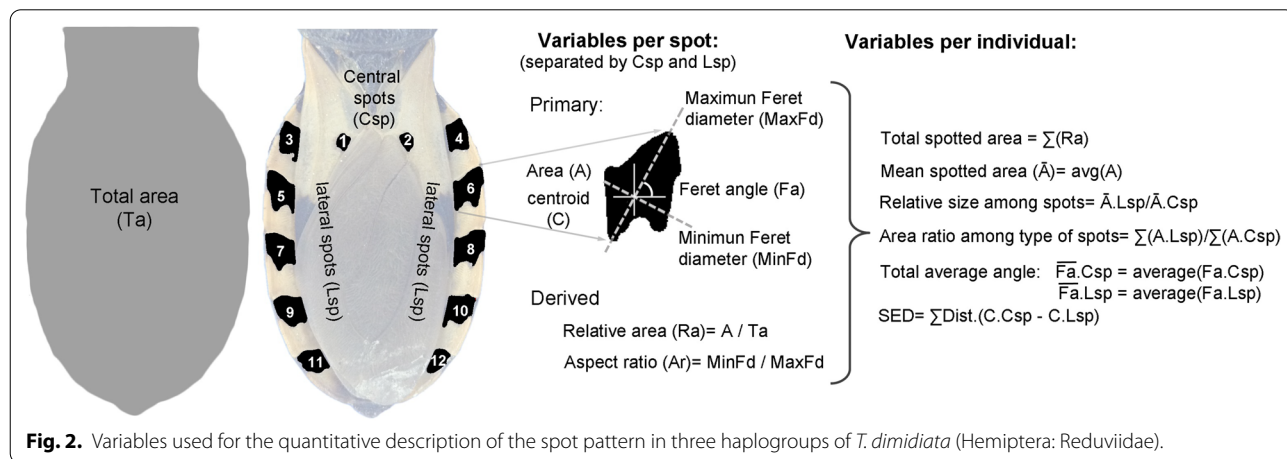 Total area
(Ta)
Central
spots
(Csp)
1
2
3
4
5
6
7
8
9
10
11
12
lateral spots (Lsp)
lateral spots (Lsp)
Variables per spot:
(separated by Csp and Lsp)
Primary:
Maximun Feret
diameter (MaxFd)
Area (A)
centroid
(C)
Feret angle (Fa)
Minimun Feret
diameter (MinFd)
Derived
Relative area (Ra)= A / Ta
Aspect ratio (Ar)= MinFd / MaxFd
Variables per individual:
Total spotted area = ∑(Ra)
Mean spotted area (Ā)= avg(A)
Relative size among spots= Ā.Lsp/Ā.Csp
Area ratio among type of spots= ∑(A.Lsp)/∑(A.Csp)
Total average angle: F̅a̅.Csp = average(Fa.Csp)
F̅a̅.Lsp = average(Fa.Lsp)
SED= ∑Dist.(C.Csp - C.Lsp)
Fig. 2. Variables used for the quantitative description of the spot pattern in three haplogroups of T. dimidiata (Hemiptera: Reduviidae).